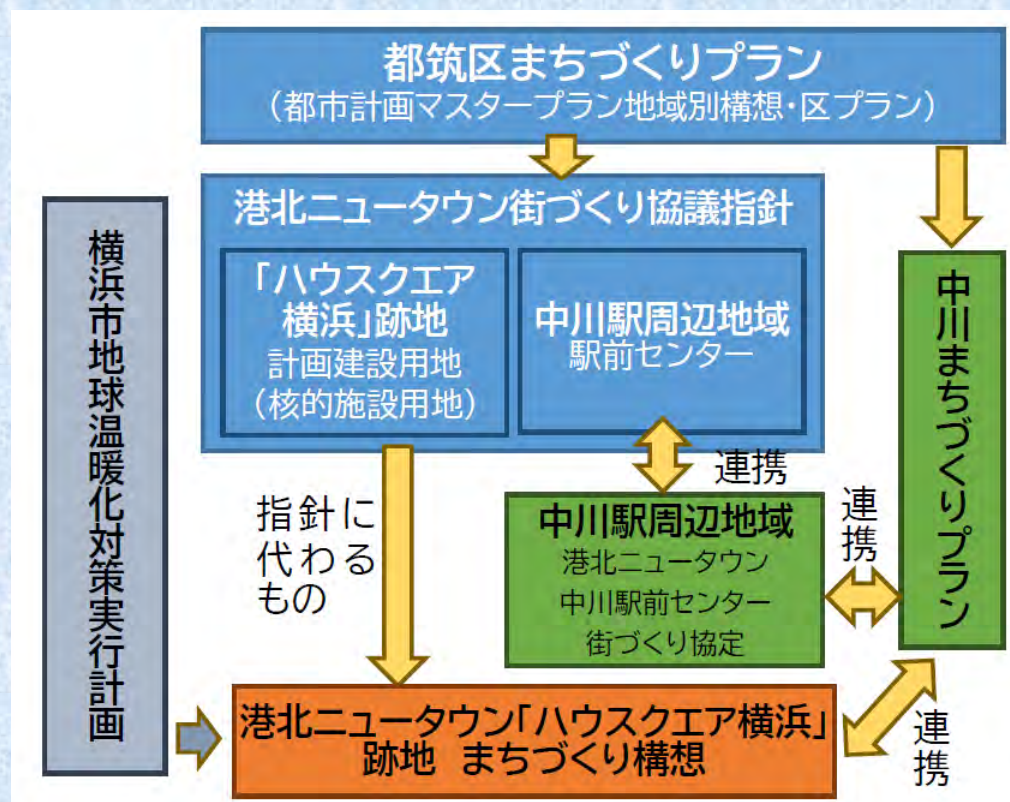 都筑区まちづくりプラン
（都市計画マスタープラン地域別構想・区プラン）
港北ニュータウン街づくり協議指針
「ハウスクエア
横浜」跡地
計画建設用地
（核的施設用地）
中川駅周辺地域
駅前センター
横浜市地球温暖化対策実行計画
中川まちづくりプラン
連携
指針に
代わる
もの
中川駅周辺地域
港北ニュータウン
中川駅前センター
街づくり協定
連携
港北ニュータウン「ハウスクエア横浜」
跡地 まちづくり構想
連携